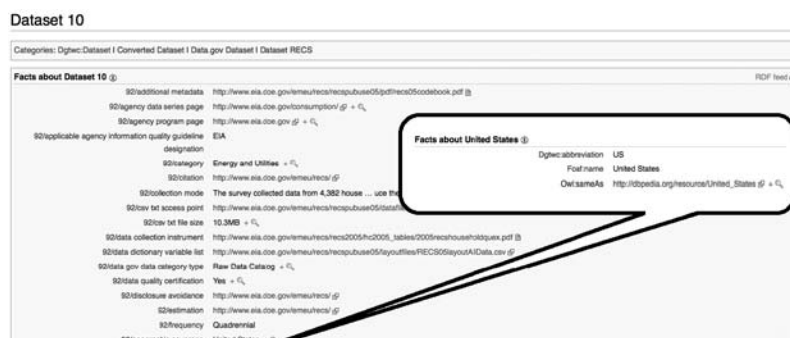 Dataset 10
Categories: Dgtwc:Dataset | Converted Dataset | Data.gov Dataset | Dataset RECS
Facts about Dataset 10
RDF feed
92/additional metadata http://www.eia.doe.gov/emeu/recs/recspubuse05/pdf/recs05codebook.pdf
92/agency data series page http://www.eia.doe.gov/consumption/ +
92/agency program page http://www.eia.doe.gov +
92/applicable agency information quality guideline EIA
designation
92/category Energy and Utilities +
92/citation http://www.eia.doe.gov/emeu/recs/
92/collection mode The survey collected data from 4,382 house ... uce the
92/csv txt access point http://www.eia.doe.gov/emeu/recs/recspubuse05/datafile
92/csv txt file size 10.3MB +
92/data collection instrument http://www.eia.doe.gov/emeu/recs/recs2005/hc2005_tables/2005recshouseholdquex.pdf
92/data dictionary variable list http://www.eia.doe.gov/emeu/recs/recspubuse05/layoutfiles/RECS05layoutAlData.csv
92/data gov data category type Raw Data Catalog +
92/data quality certification Yes +
92/disclosure avoidance http://www.eia.doe.gov/emeu/recs/
92/estimation http://www.eia.doe.gov/emeu/recs/
92/frequency Quadrennial
Facts about United States
Dgtwc:abbreviation US
Foaf:name United States
Owl:sameAs http://dbpedia.org/resource/United_States +